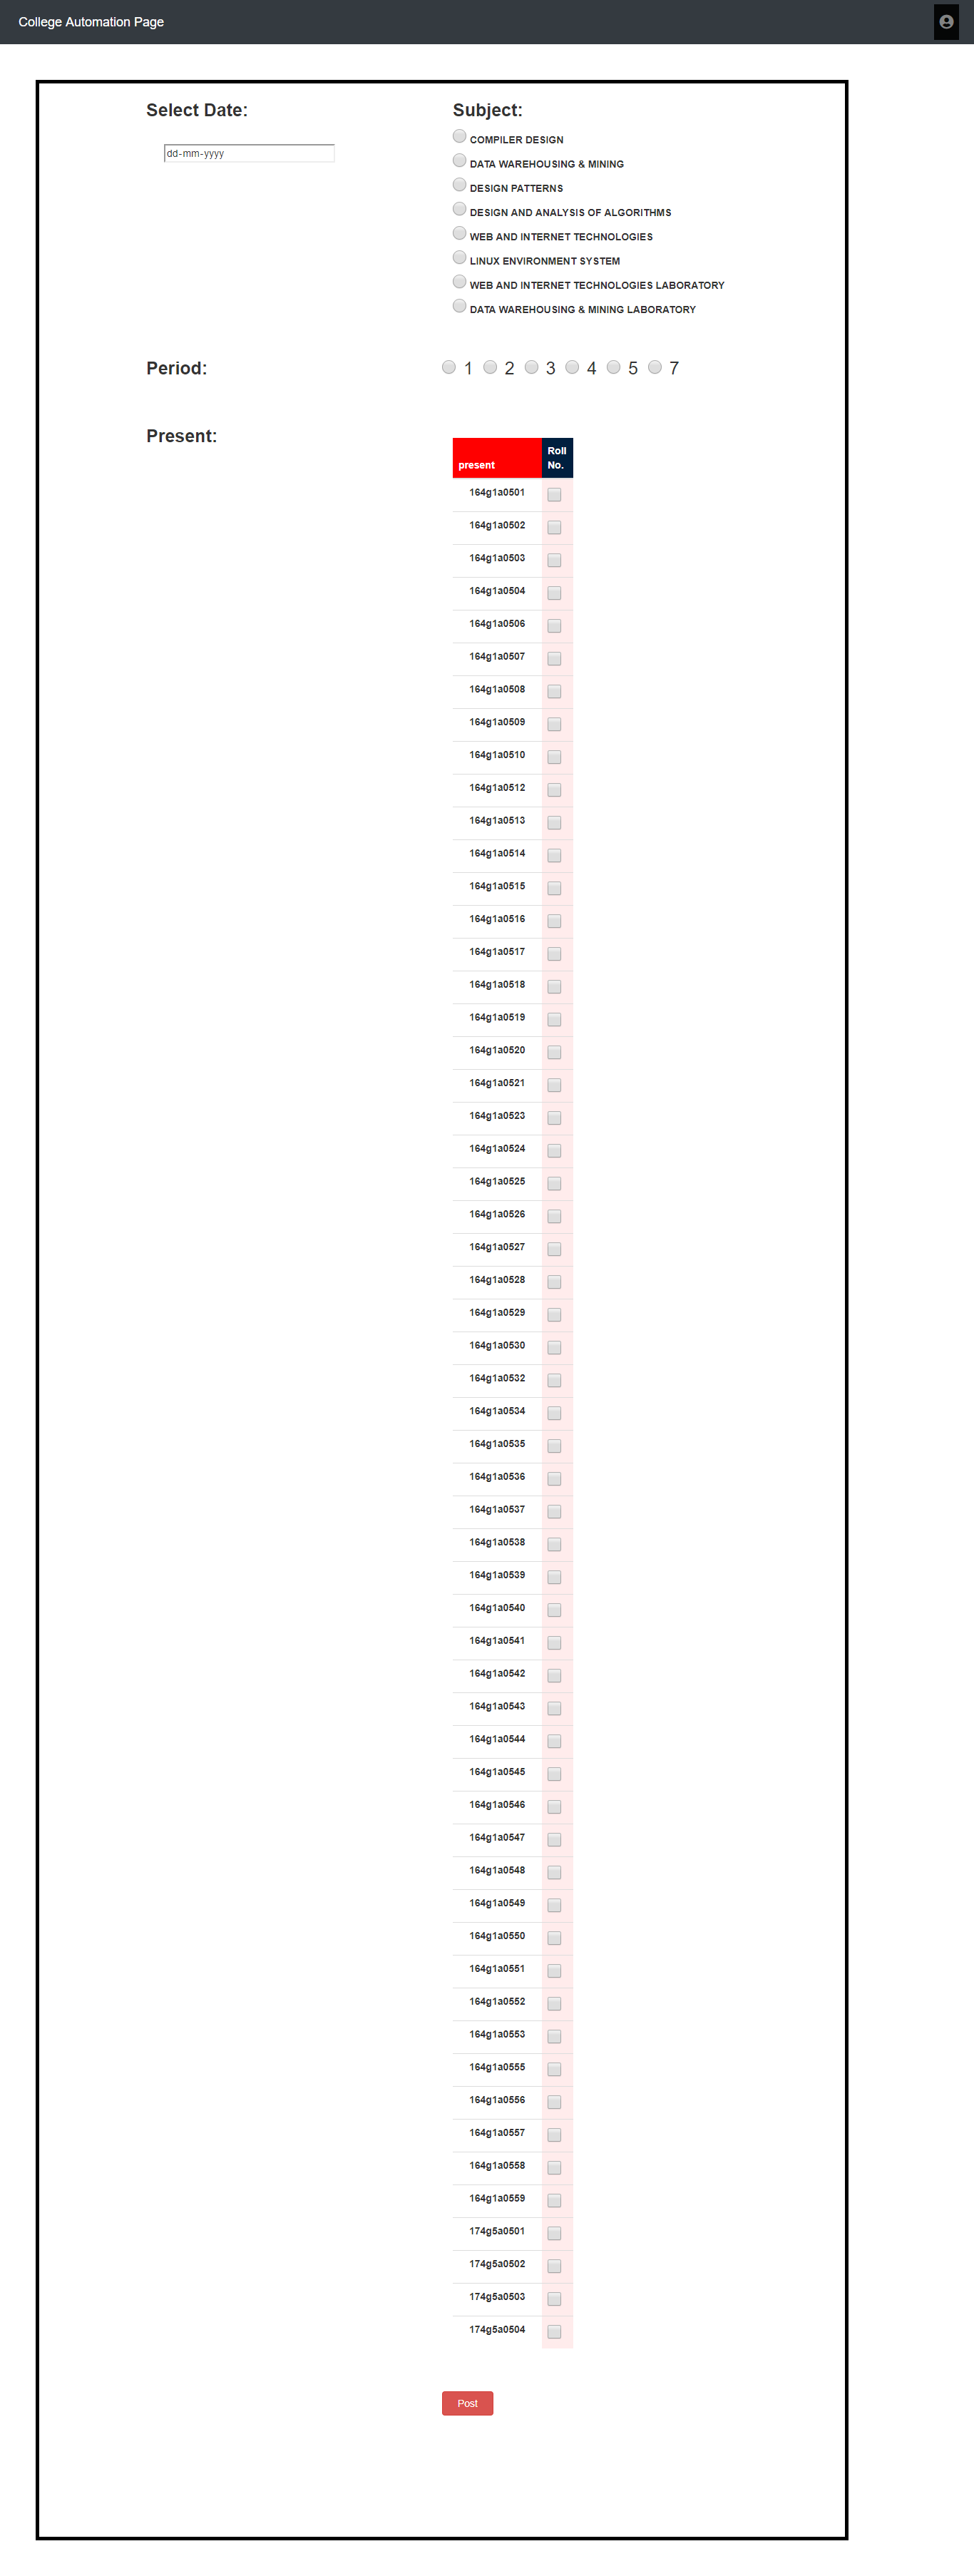 College Automation Page
Select Date:
dd-mm-yyyy
Subject:
COMPILER DESIGN
DATA WAREHOUSING & MINING
DESIGN PATTERNS
DESIGN AND ANALYSIS OF ALGORITHMS
WEB AND INTERNET TECHNOLOGIES
LINUX ENVIRONMENT SYSTEM
WEB AND INTERNET TECHNOLOGIES LABORATORY
DATA WAREHOUSING & MINING LABORATORY
Period:
1 2 3 4 5 7
Present:
present
Roll
No.
164g1a0501
164g1a0502
164g1a0503
164g1a0504
164g1a0506
164g1a0507
164g1a0508
164g1a0509
164g1a0510
164g1a0512
164g1a0513
164g1a0514
164g1a0515
164g1a0516
164g1a0517
164g1a0518
164g1a0519
164g1a0520
164g1a0521
164g1a0523
164g1a0524
164g1a0525
164g1a0526
164g1a0527
164g1a0528
164g1a0529
164g1a0530
164g1a0532
164g1a0534
164g1a0535
164g1a0536
164g1a0537
164g1a0538
164g1a0539
164g1a0540
164g1a0541
164g1a0542
164g1a0543
164g1a0544
164g1a0545
164g1a0546
164g1a0547
164g1a0548
164g1a0549
164g1a0550
164g1a0551
164g1a0552
164g1a0553
164g1a0555
164g1a0556
164g1a0557
164g1a0558
164g1a0559
174g5a0501
174g5a0502
174g5a0503
174g5a0504
Post